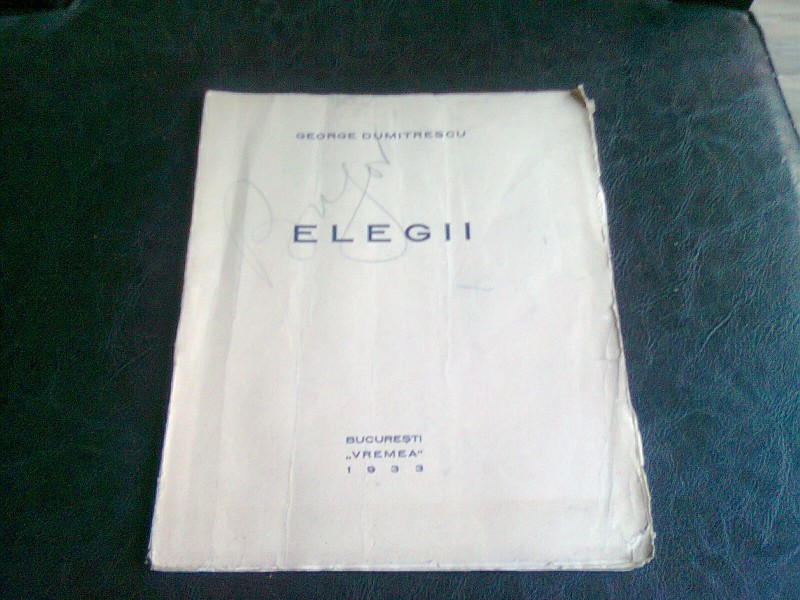 GEORGE DUMITRESCU
ELEGII
BUCUREȘTI
„VREMEA"
1933